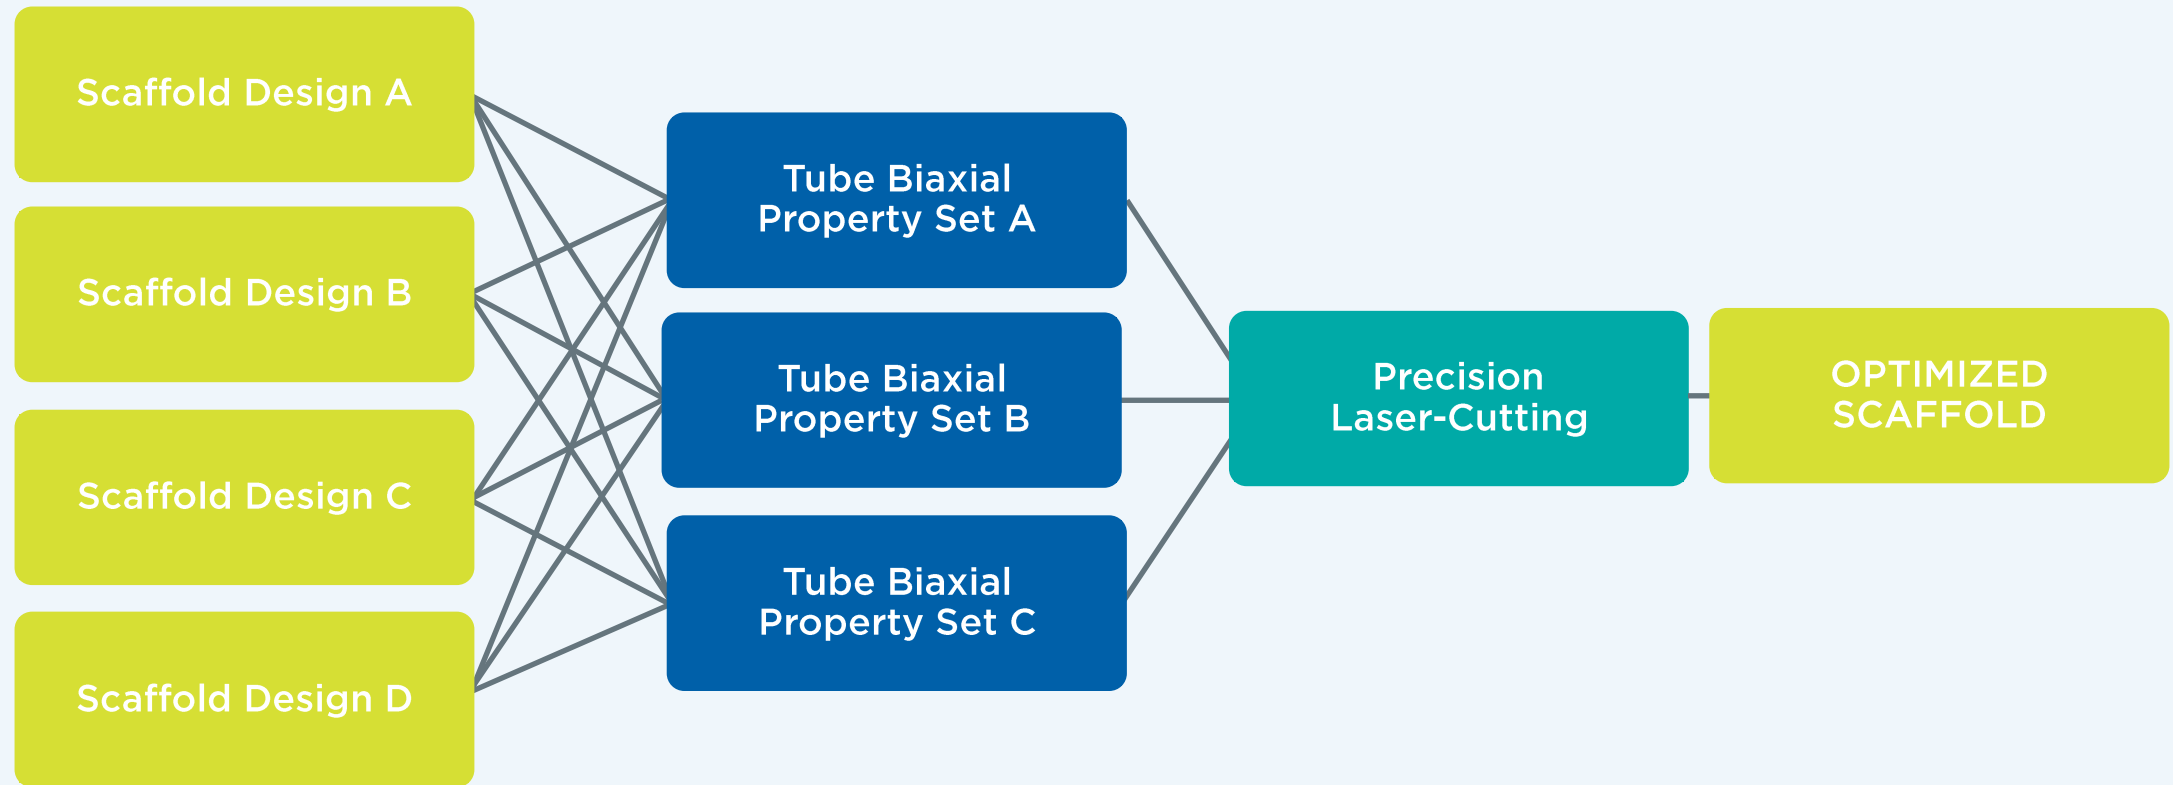 Scaffold Design A
Scaffold Design B
Scaffold Design C
Scaffold Design D
Tube Biaxial
Property Set A
Tube Biaxial
Property Set B
Tube Biaxial
Property Set C
Precision
Laser-Cutting
OPTIMIZED
SCAFFOLD